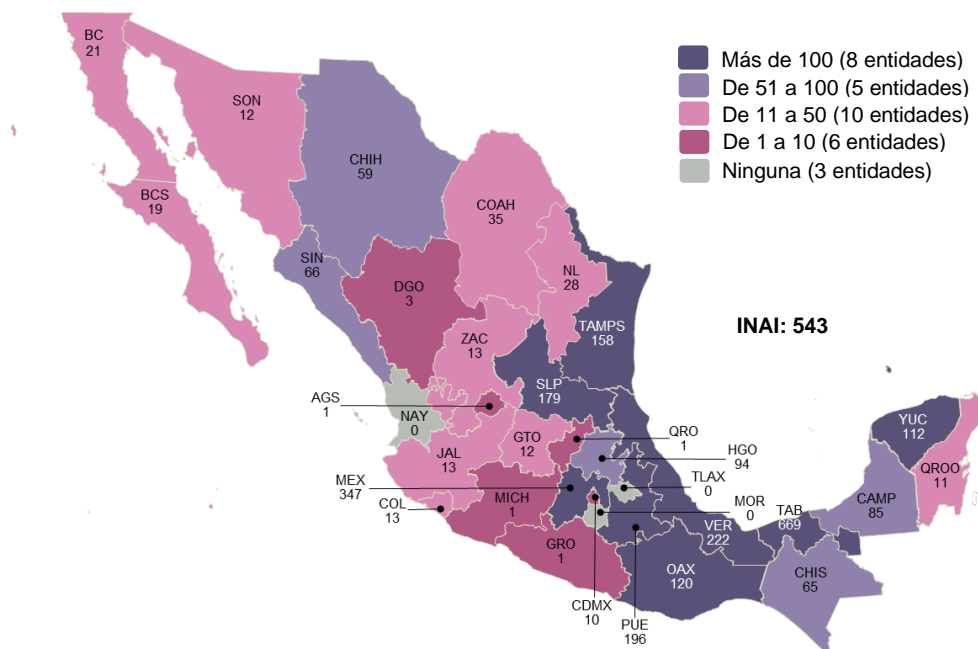 BC
21
SON
12
BCS
19
CHIH
59
COAH
35
SIN
66
DGO
3
NL
28
TAMPS
158
ZAC
13
SLP
179
AGS
1
NAY
0
JAL
13
GTO
12
QRO
1
HGO
94
TLAX
0
MOR
0
MEX
347
COL
13
MICH
1
GRO
1
CDMX
10
PUE
196
VER
222
OAX
120
TAB
669
CHIS
65
CAMP
85
YUC
112
QROO
11
Más de 100 (8 entidades)
De 51 a 100 (5 entidades)
De 11 a 50 (10 entidades)
De 1 a 10 (6 entidades)
Ninguna (3 entidades)
INAI: 543